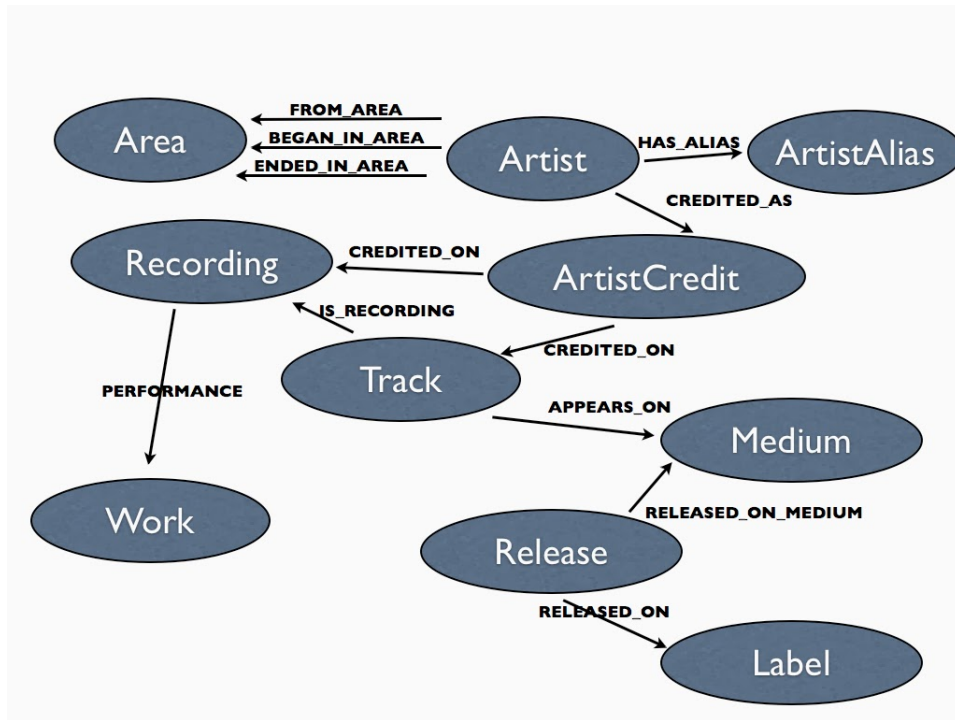 FROM_AREA
Area
BEGAN_IN_AREA
ENDED_IN_AREA
Artist
HAS_ALIAS
ArtistAlias
CREDITED_AS
Recording
CREDITED_ON
ArtistCredit
IS_RECORDING
CREDITED_ON
Track
PERFORMANCE
APPEARS_ON
Medium
Work
RELEASED_ON_MEDIUM
Release
RELEASED_ON
Label